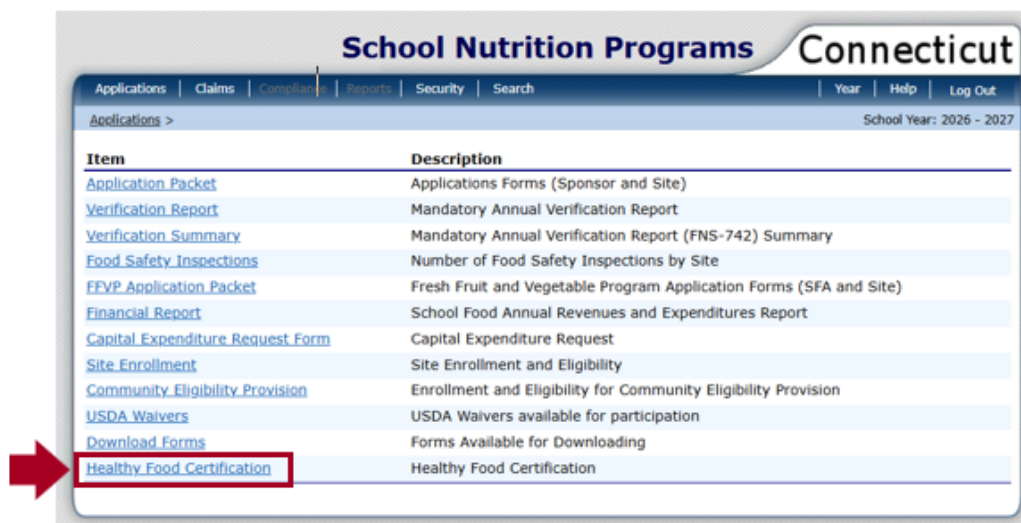 School Nutrition Programs Connecticut
Applications | Claims | Compliance | Reports | Security | Search | Year | Help | Log Out
Applications > School Year: 2026 - 2027
Item Description
Application Packet Applications Forms (Sponsor and Site)
Verification Report Mandatory Annual Verification Report
Verification Summary Mandatory Annual Verification Report (FNS-742) Summary
Food Safety Inspections Number of Food Safety Inspections by Site
FFVP Application Packet Fresh Fruit and Vegetable Program Application Forms (SFA and Site)
Financial Report School Food Annual Revenues and Expenditures Report
Capital Expenditure Request Form Capital Expenditure Request
Site Enrollment Site Enrollment and Eligibility
Community Eligibility Provision Enrollment and Eligibility for Community Eligibility Provision
USDA Waivers USDA Waivers available for participation
Download Forms Forms Available for Downloading
Healthy Food Certification Healthy Food Certification